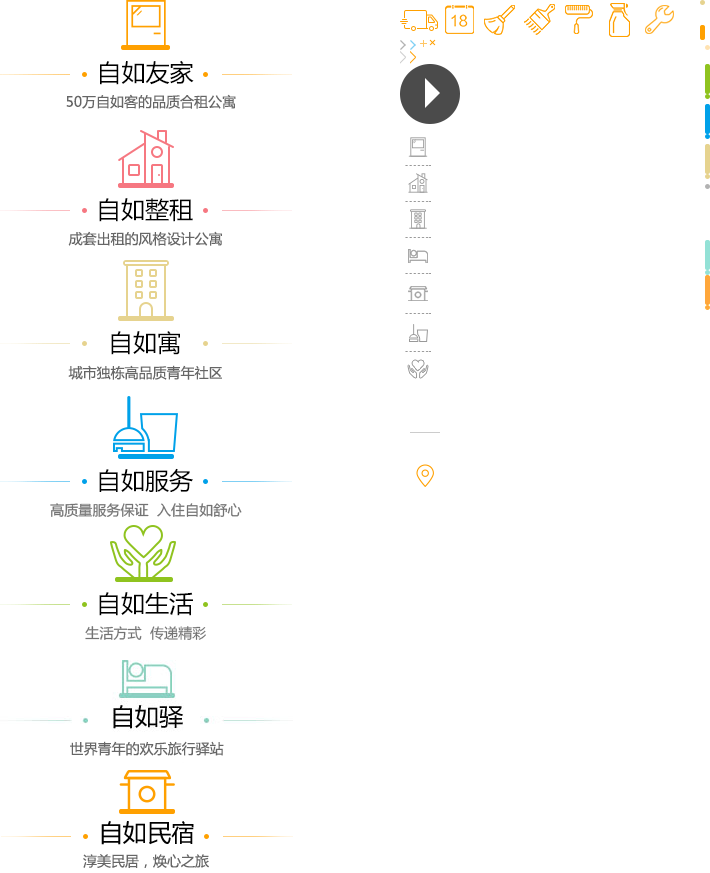 自如友家
50万自如客的品质合租公寓
自如整租
成套出租的风格设计公寓
自如寓
城市独栋高品质青年社区
自如服务
高质量服务保证 入住自如舒心
自如生活
生活方式 传递精彩
自如驿
世界青年的欢乐旅行驿站
自如民宿
淳美民居，焕心之旅
18